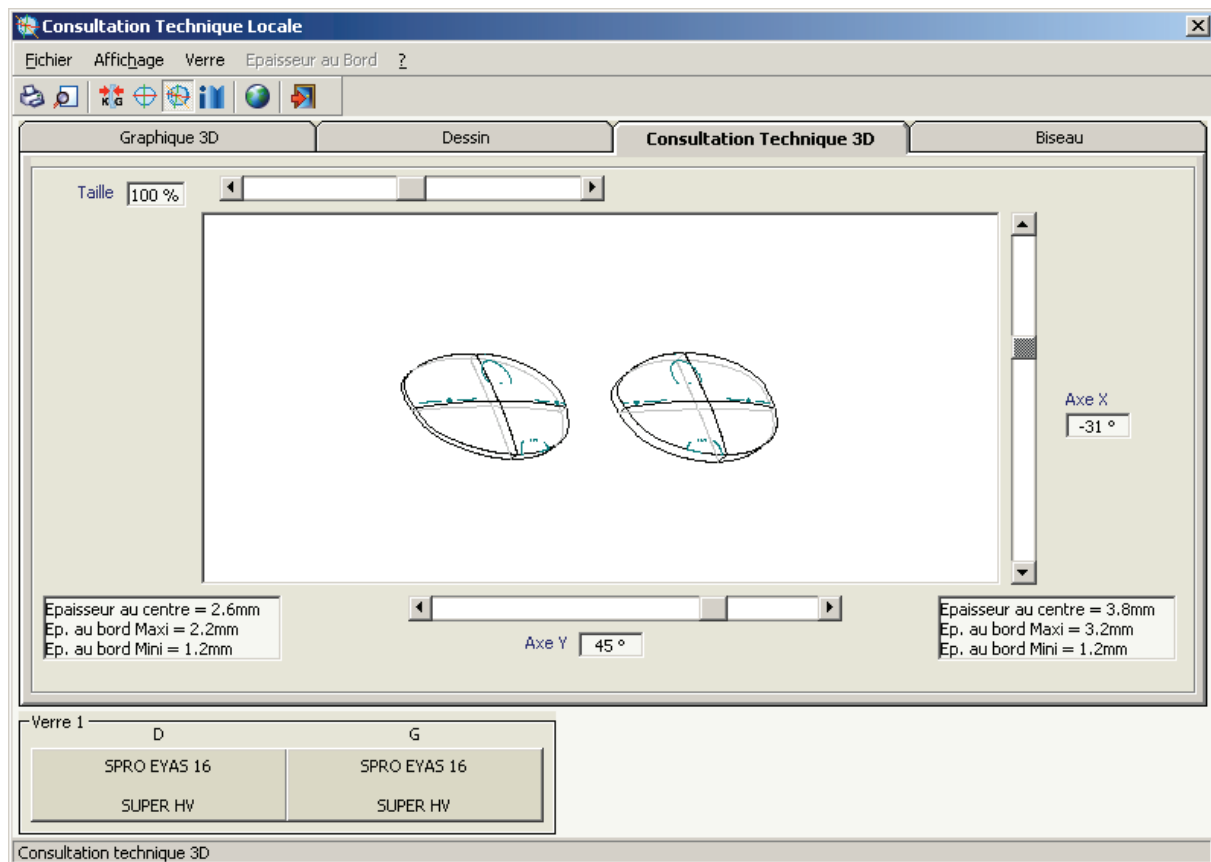 Consultation Technique Locale
Fichier Affichage Verre Epaisseur au Bord ?
K G
Graphique 3D Dessin Consultation Technique 3D Biseau
Taille 100 %
Axe X
-31 °
Epaisseur au centre = 2.6mm
Ep. au bord Maxi = 2.2mm
Ep. au bord Mini = 1.2mm
Axe Y 45 °
Epaisseur au centre = 3.8mm
Ep. au bord Maxi = 3.2mm
Ep. au bord Mini = 1.2mm
Verre 1
D G
SPRO EYAS 16 SPRO EYAS 16
SUPER HV SUPER HV
Consultation technique 3D